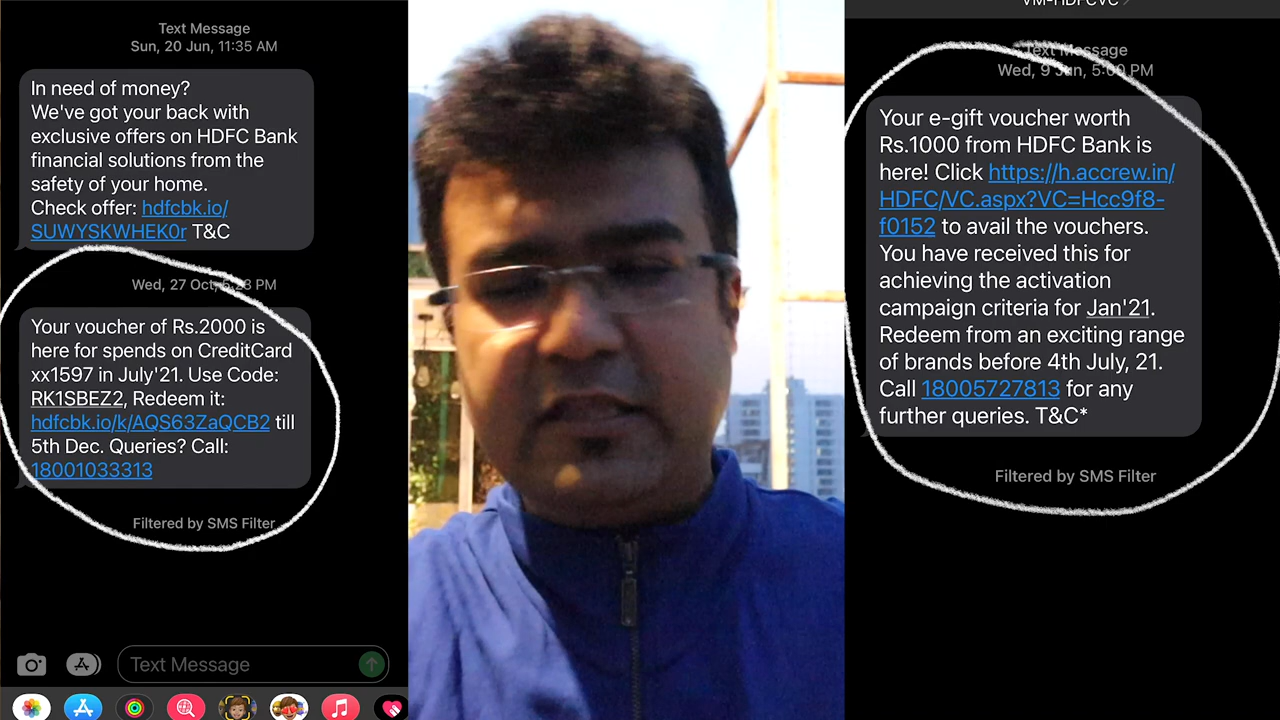 Text Message
Sun, 20 Jun, 11:35 AM
In need of money?
We've got your back with
exclusive offers on HDFC Bank
financial solutions from the
safety of your home.
Check offer: hdfcbk.io/
SUWYSKWHEK0r T&C
Wed, 27 Oct, 5:23 PM
Your voucher of Rs.2000 is
here for spends on CreditCard
xx1597 in July'21. Use Code:
RK1SBEZ2, Redeem it:
hdfcbk.io/k/AQS63ZaQCB2 till
5th Dec. Queries? Call:
18001033313
Filtered by SMS Filter
Text Message
VM-HDFCVC
Text Message
Wed, 9 Jun, 5:00 PM
Your e-gift voucher worth
Rs.1000 from HDFC Bank is
here! Click https://h.accrew.in/
HDFC/VC.aspx?VC=Hcc9f8-
f0152 to avail the vouchers.
You have received this for
achieving the activation
campaign criteria for Jan'21.
Redeem from an exciting range
of brands before 4th July, 21.
Call 18005727813 for any
further queries. T&C*
Filtered by SMS Filter